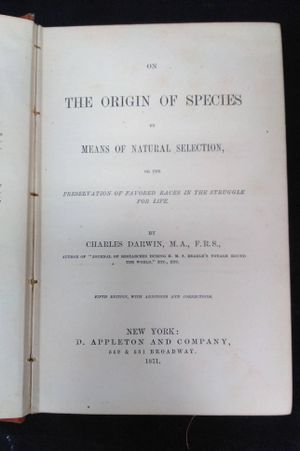 ON
THE ORIGIN OF SPECIES
BY
MEANS OF NATURAL SELECTION,
OR THE
PRESERVATION OF FAVORED RACES IN THE STRUGGLE
FOR LIFE.
BY
CHARLES DARWIN, M.A., F.R.S.,
AUTHOR OF "JOURNAL OF RESEARCHES DURING H. M. S. BEAGLE'S VOYAGE ROUND
THE WORLD," ETC., ETC.
FIFTH EDITION, WITH ADDITIONS AND CORRECTIONS.
NEW YORK:
D. APPLETON AND COMPANY,
549 & 551 BROADWAY.
1871.